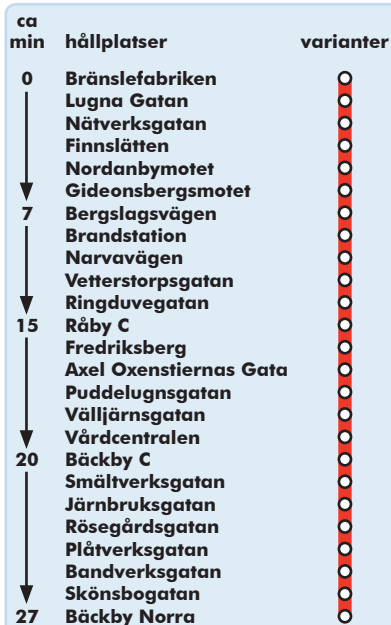 ca
min hållplatser varianter
0 Bränslefabriken
Lugna Gatan
Nätverksgatan
Finnslätten
Nordanbymotet
Gideonsbergsmotet
7 Bergslagsvägen
Brandstation
Narvavägen
Vetterstorpsgatan
Ringduvegatan
15 Råby C
Fredriksberg
Axel Oxenstiernas Gata
Puddelugnsgatan
Välljärnsgatan
Vårdcentralen
20 Bäckby C
Smältverksgatan
Järnbruksgatan
Rösegårdsgatan
Plåtverksgatan
Bandverksgatan
Skönsbogatan
27 Bäckby Norra